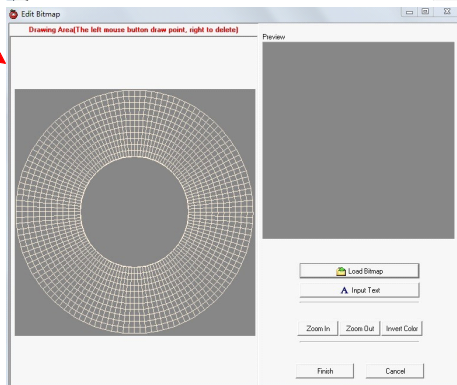 Edit Bitmap
Drawing Area(The left mouse button draw point, right to delete)
Preview
Load Bitmap
A Input Text
Zoom In
Zoom Out
Invert Color
Finish
Cancel